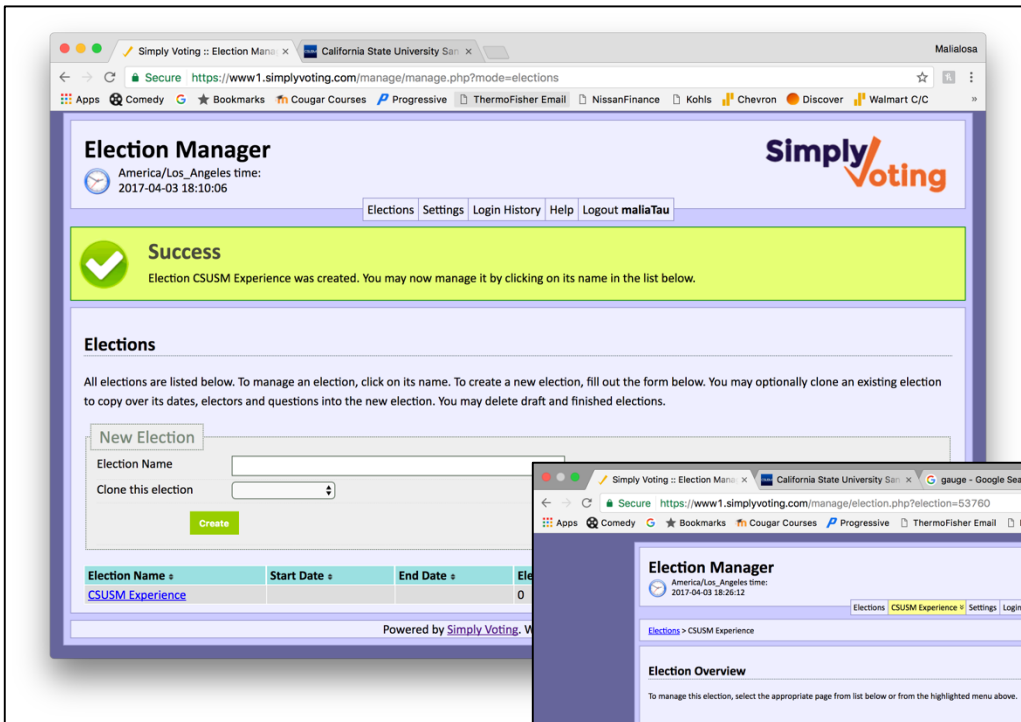 Simply Voting :: Election Mana
California State University San
Malialosa
Secure https://www1.simplyvoting.com/manage/manage.php?mode=elections
Apps Comedy Bookmarks Cougar Courses Progressive ThermoFisher Email NissanFinance Kohls Chevron Discover Walmart C/C »
Election Manager
America/Los_Angeles time:
2017-04-03 18:10:06
Simply Voting
Elections Settings Login History Help Logout maliaTau
Success
Election CSUSM Experience was created. You may now manage it by clicking on its name in the list below.
Elections
All elections are listed below. To manage an election, click on its name. To create a new election, fill out the form below. You may optionally clone an existing election
to copy over its dates, electors and questions into the new election. You may delete draft and finished elections.
New Election
Election Name
Clone this election
Create
Election Name Start Date End Date Ele
CSUSM Experience 0
Powered by Simply Voting. W
Simply Voting :: Election Mana
California State University San
gauge - Google Sea
Secure https://www1.simplyvoting.com/manage/election.php?election=53760
Apps Comedy Bookmarks Cougar Courses Progressive ThermoFisher Email
Election Manager
America/Los_Angeles time:
2017-04-03 18:26:12
Elections CSUSM Experience Settings Login
Elections > CSUSM Experience
Election Overview
To manage this election, select the appropriate page from list below or from the highlighted menu above.